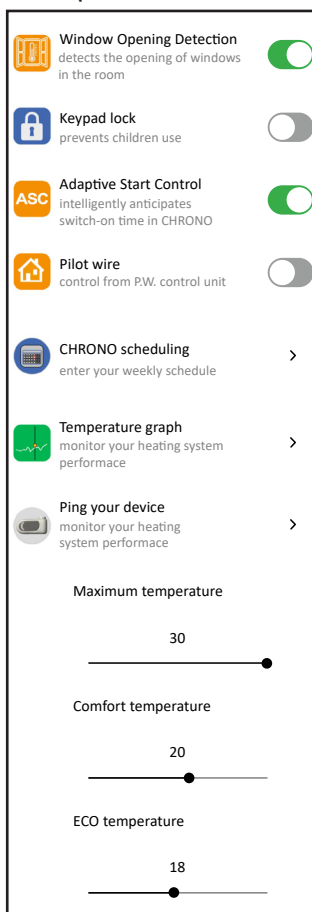 Window Opening Detection
detects the opening of windows
in the room
Keypad lock
prevents children use
ASC
Adaptive Start Control
intelligently anticipates
switch-on time in CHRONO
Pilot wire
control from P.W. control unit
CHRONO scheduling
enter your weekly schedule
Temperature graph
monitor your heating system
performace
Ping your device
monitor your heating
system performace
Maximum temperature
30
Comfort temperature
20
ECO temperature
18